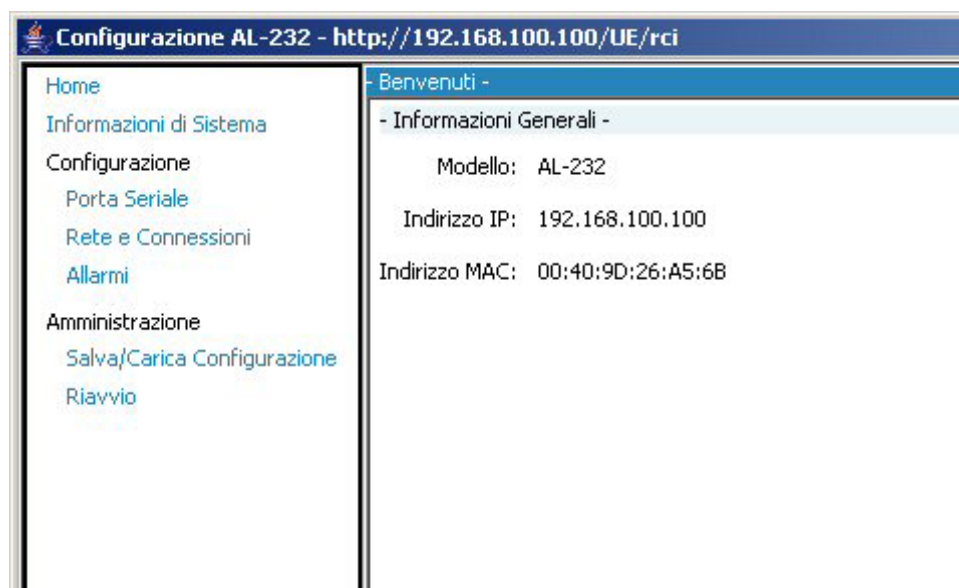 Configurazione AL-232 - http://192.168.100.100/UE/rci
Home
Informazioni di Sistema
Configurazione
Porta Seriale
Rete e Connessioni
Allarmi
Amministrazione
Salva/Carica Configurazione
Riavvio
- Benvenuti -
- Informazioni Generali -
Modello: AL-232
Indirizzo IP: 192.168.100.100
Indirizzo MAC: 00:40:9D:26:A5:6B